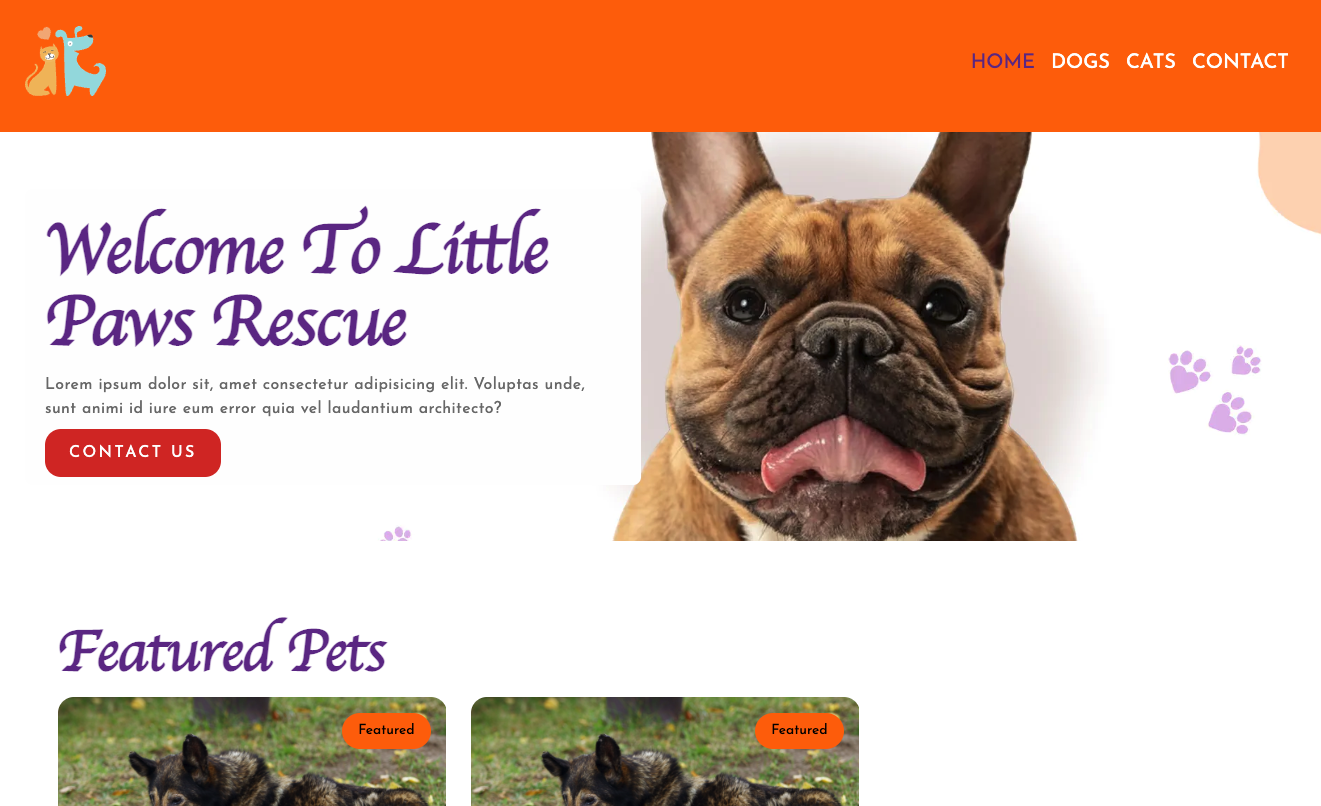 HOME DOGS CATS CONTACT
Welcome To Little
Paws Rescue
Lorem ipsum dolor sit, amet consectetur adipisicing elit. Voluptas unde,
sunt animi id iure eum error quia vel laudantium architecto?
CONTACT US
Featured Pets
Featured
Featured